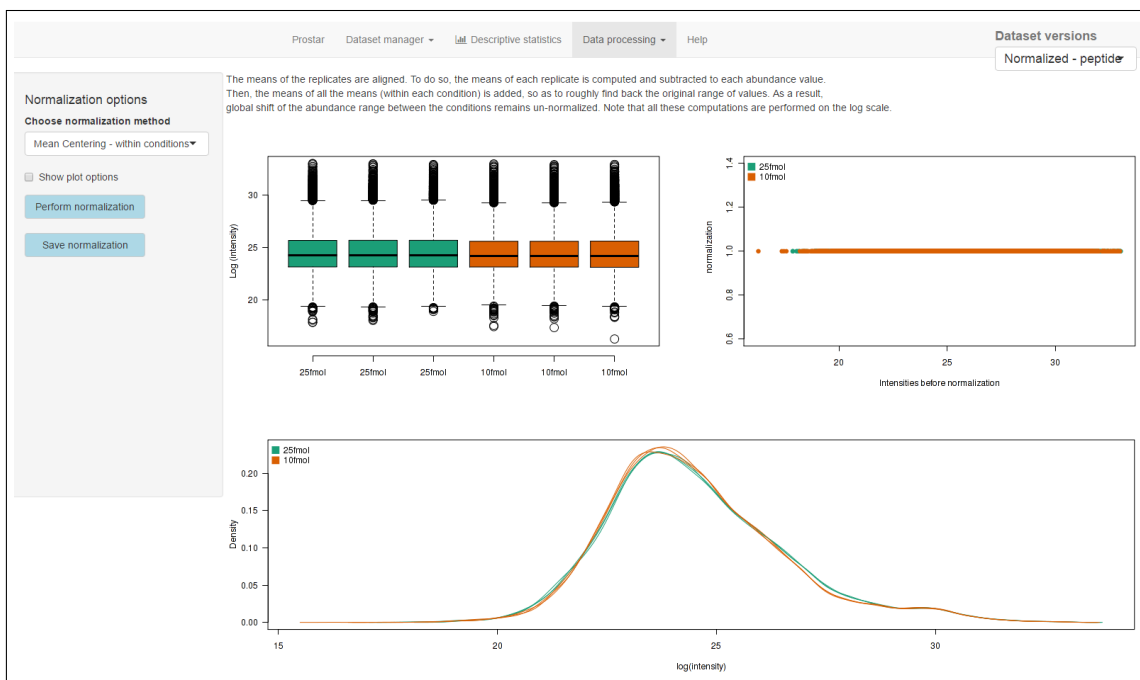 Prostar Dataset manager Descriptive statistics Data processing Help
Dataset versions
Normalized - peptide
Normalization options
Choose normalization method
Mean Centering - within conditions
Show plot options
Perform normalization
Save normalization
The means of the replicates are aligned. To do so, the means of each replicate is computed and subtracted to each abundance value.
Then, the means of all the means (within each condition) is added, so as to roughly find back the original range of values. As a result,
global shift of the abundance range between the conditions remains un-normalized. Note that all these computations are performed on the log scale.
Log (intensity)
30
25
20
25fmol 25fmol 25fmol 10fmol 10fmol 10fmol
25fmol
10fmol
normalization
1.4
1.2
1.0
0.8
0.6
20 25 30
Intensities before normalization
25fmol
10fmol
Density
0.20
0.15
0.10
0.05
0.00
15 20 25 30
log(intensity)